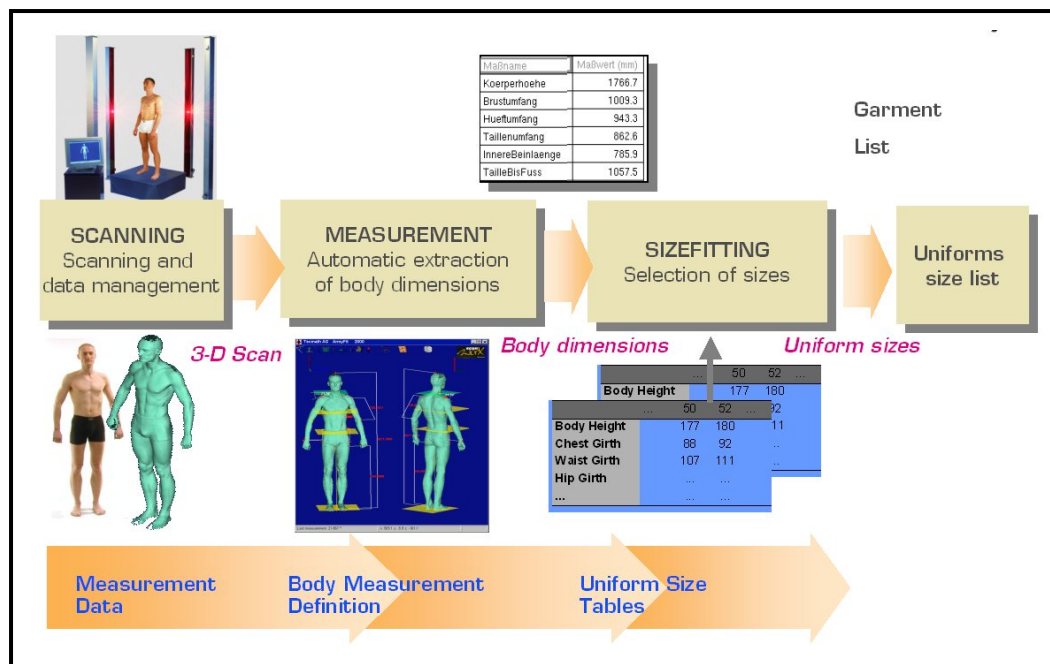 Maßname Maßwert (mm)
Koerperhoehe 1766.7
Brustumfang 1009.3
Hueftumfang 943.3
Taillenumfang 862.6
InnereBeinlaenge 785.9
TailleBisFuss 1057.5
Garment
List
SCANNING
Scanning and
data management
MEASUREMENT
Automatic extraction
of body dimensions
SIZEFITTING
Selection of sizes
Uniforms
size list
3-D Scan
Body dimensions
Uniform sizes
... 50 52 ...
Body Height 177 180
92
11
..
..
... 50 52 ...
Body Height 177 180
Chest Girth 88 92
Waist Girth 107 111
Hip Girth ... ...
... ... ...
Measurement
Data
Body Measurement
Definition
Uniform Size
Tables